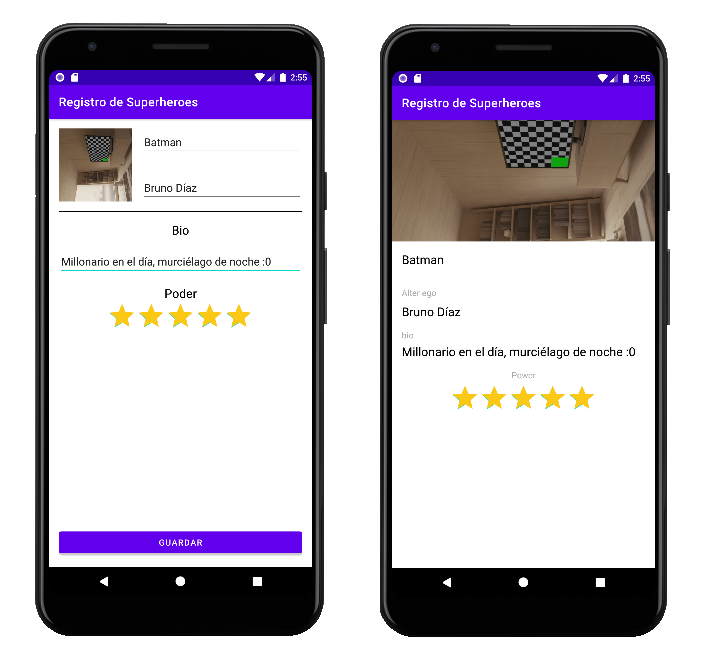 2:55
Registro de Superheroes
Batman
Bruno Díaz
Bio
Millonario en el día, murciélago de noche :0
Poder
GUARDAR
2:55
Registro de Superheroes
Batman
Alter ego
Bruno Díaz
bio
Millonario en el día, murciélago de noche :0
Power